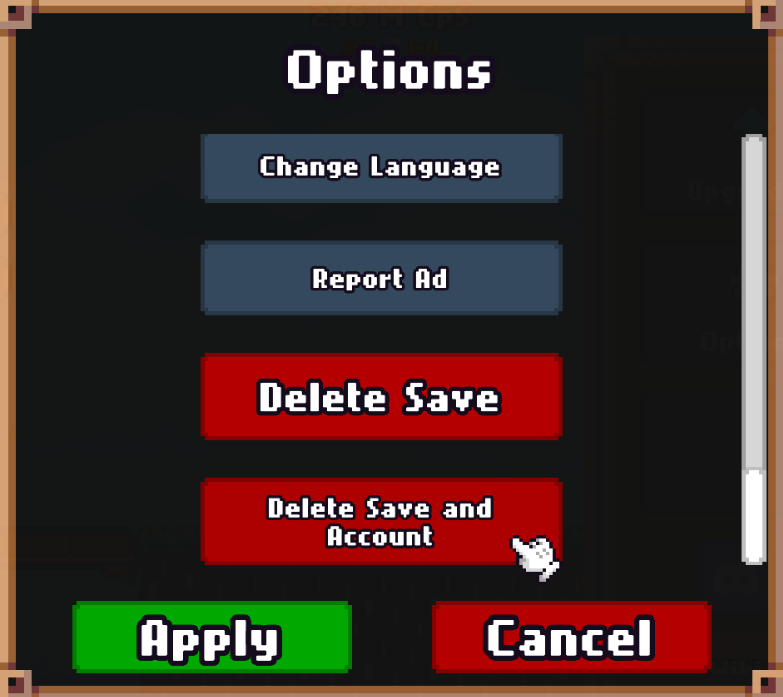 Options
Change Language
Report Ad
Delete Save
Delete Save and
Account
Apply
Cancel